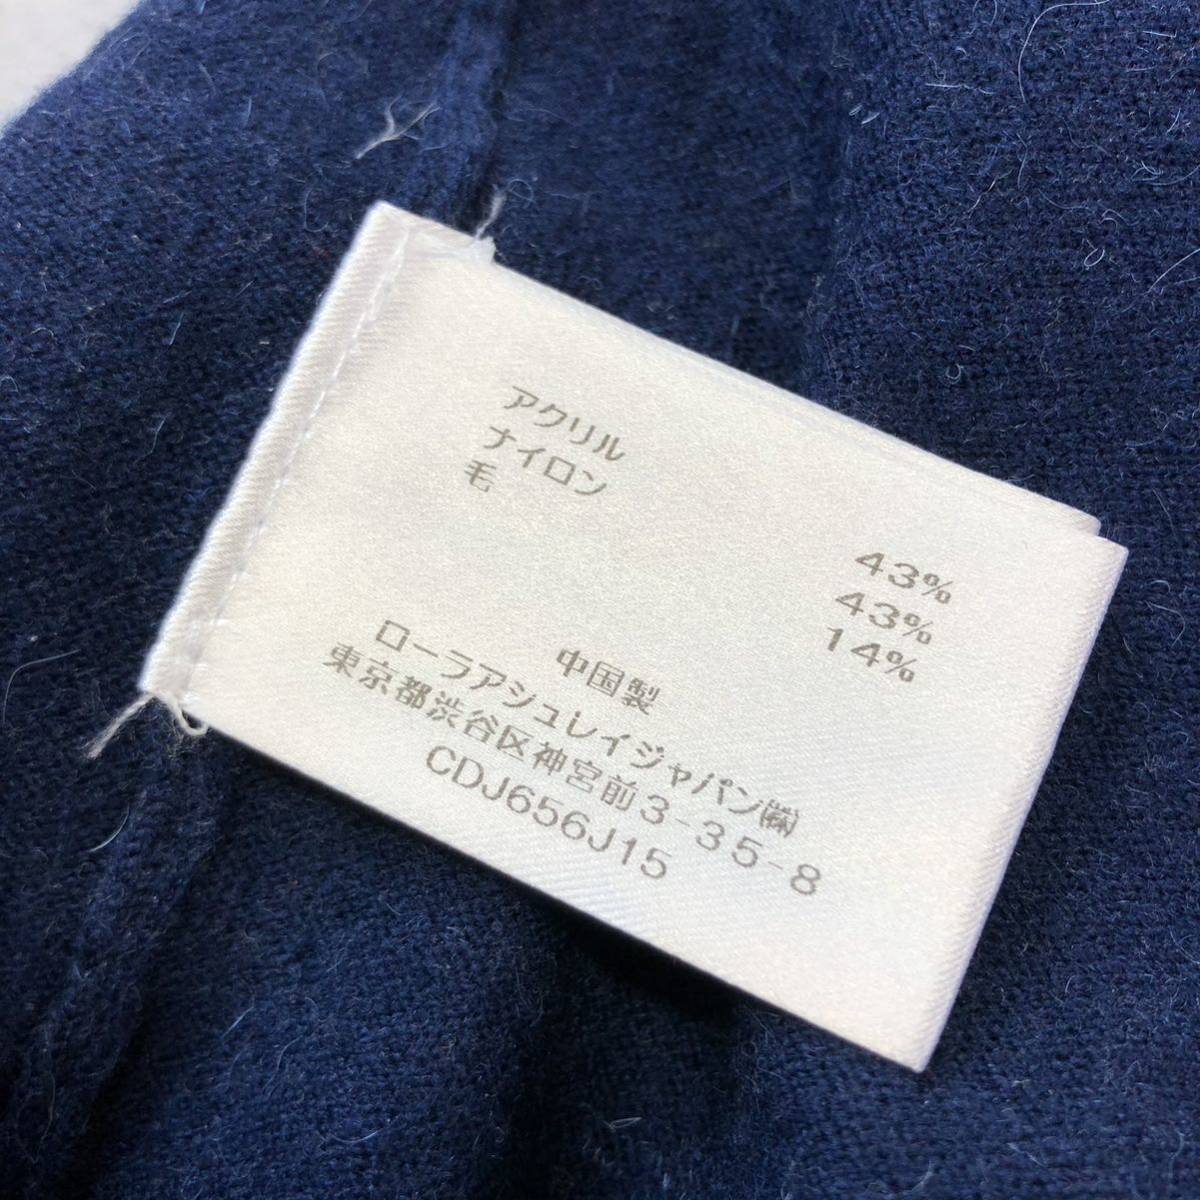 アクリル 43%
ナイロン 43%
毛 14%
中国製
ローラアシュレイジャパン㈱
東京都渋谷区神宮前3-35-8
CDJ656J15